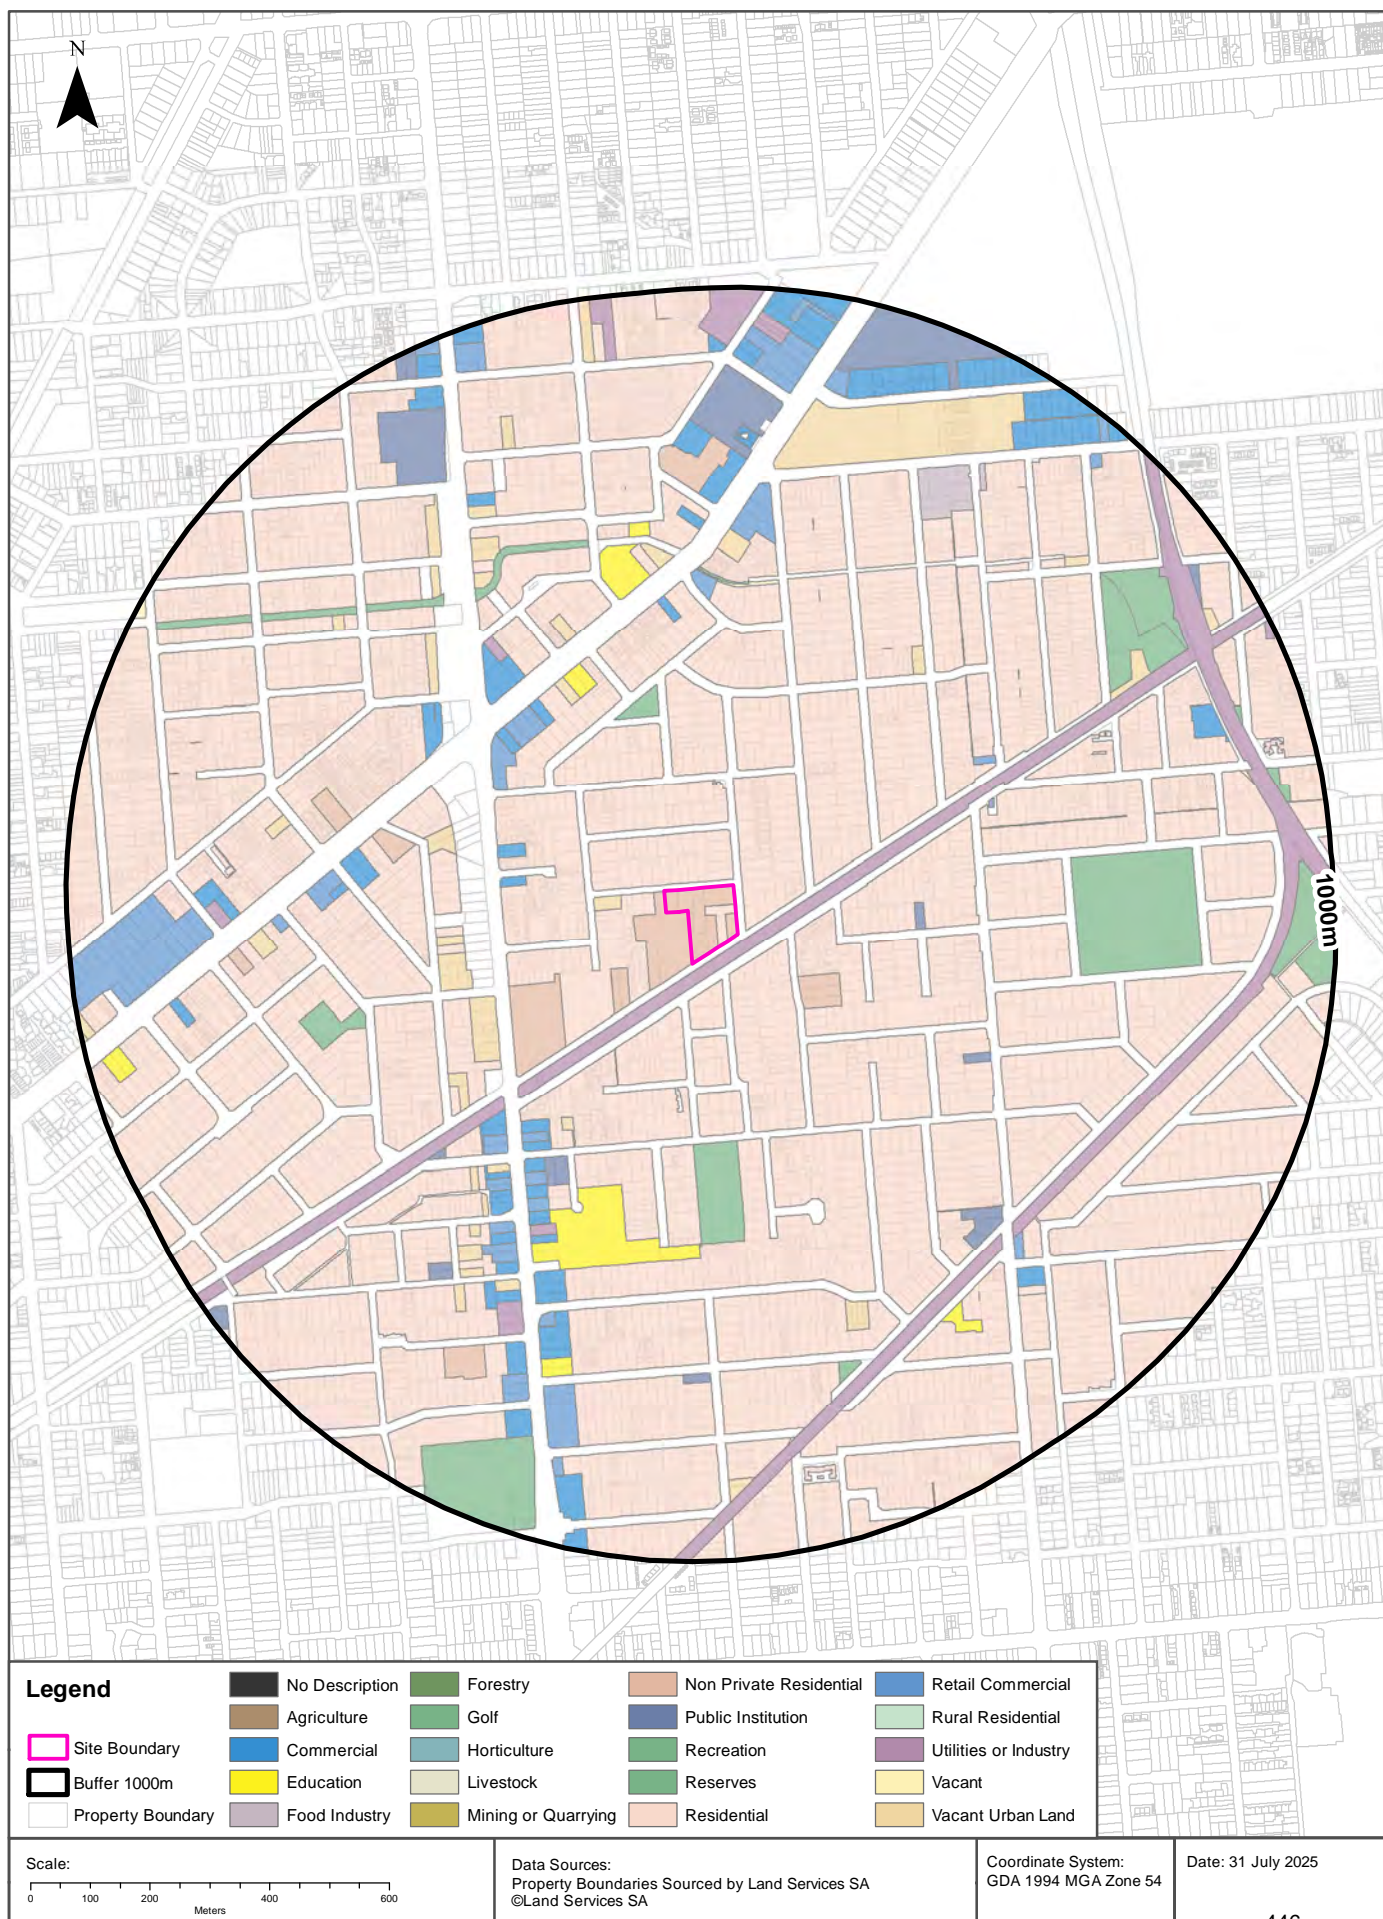 N
1000m
Legend
Site Boundary
Buffer 1000m
Property Boundary
No Description
Agriculture
Commercial
Education
Food Industry
Forestry
Golf
Horticulture
Livestock
Mining or Quarrying
Non Private Residential
Public Institution
Recreation
Reserves
Residential
Retail Commercial
Rural Residential
Utilities or Industry
Vacant
Vacant Urban Land
Scale:
0 100 200 400 600
Meters
Data Sources:
Property Boundaries Sourced by Land Services SA
©Land Services SA
Coordinate System:
GDA 1994 MGA Zone 54
Date: 31 July 2025